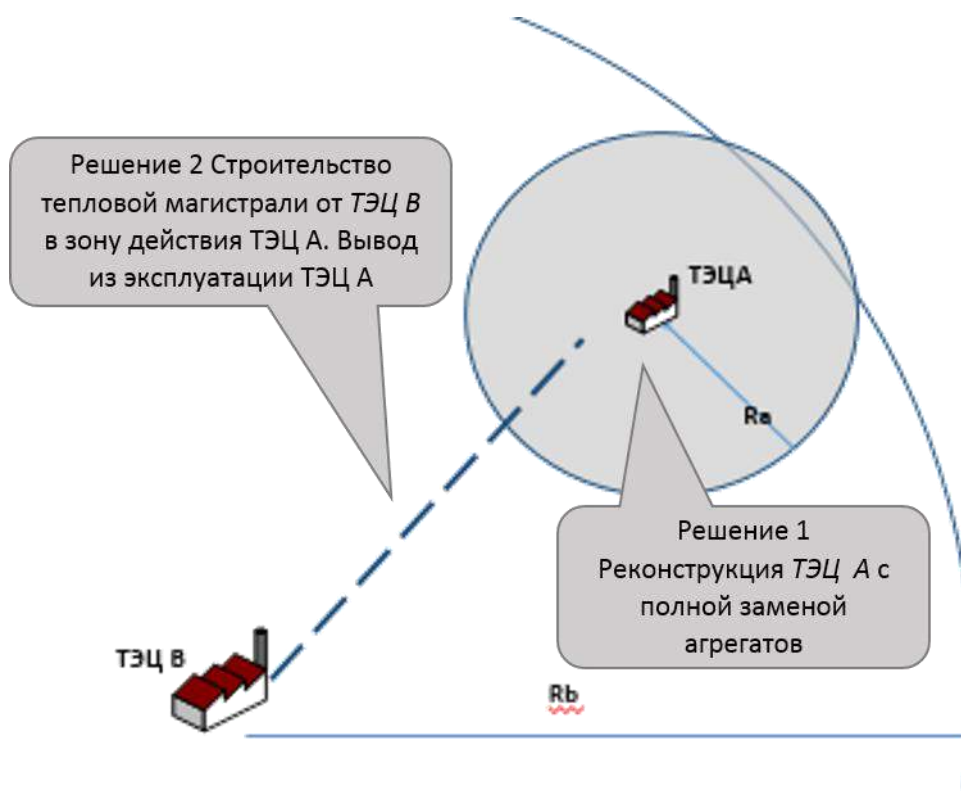 Решение 2 Строительство
тепловой магистрали от ТЭЦ В
в зону действия ТЭЦ А. Вывод
из эксплуатации ТЭЦ А
ТЭЦА
Ra
Решение 1
Реконструкция ТЭЦ А с
полной заменой
агрегатов
ТЭЦ В
Rb